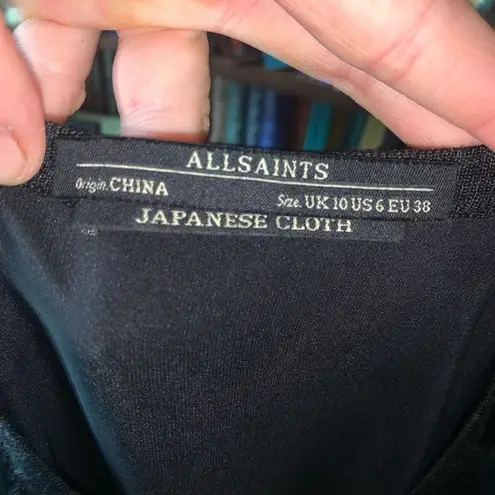 ALLSAINTS
Origin. CHINA Size. UK 10 US 6 EU 38
JAPANESE CLOTH